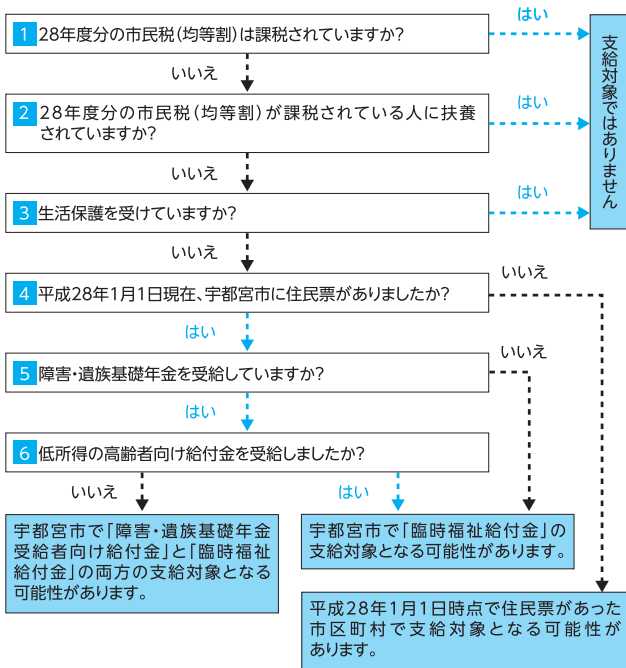 1 28年度分の市民税(均等割)は課税されていますか?
はい
支給対象ではありません
いいえ
2 28年度分の市民税(均等割)が課税されている人に扶養
されていますか?
はい
いいえ
3 生活保護を受けていますか?
はい
いいえ
4 平成28年1月1日現在、宇都宮市に住民票がありましたか?
いいえ
はい
5 障害・遺族基礎年金を受給していますか?
いいえ
はい
6 低所得の高齢者向け給付金を受給しましたか?
いいえ
はい
宇都宮市で「障害・遺族基礎年金
受給者向け給付金」と「臨時福祉
給付金」の両方の支給対象となる
可能性があります。
宇都宮市で「臨時福祉給付金」の
支給対象となる可能性があります。
平成28年1月1日時点で住民票があった
市区町村で支給対象となる可能性が
あります。